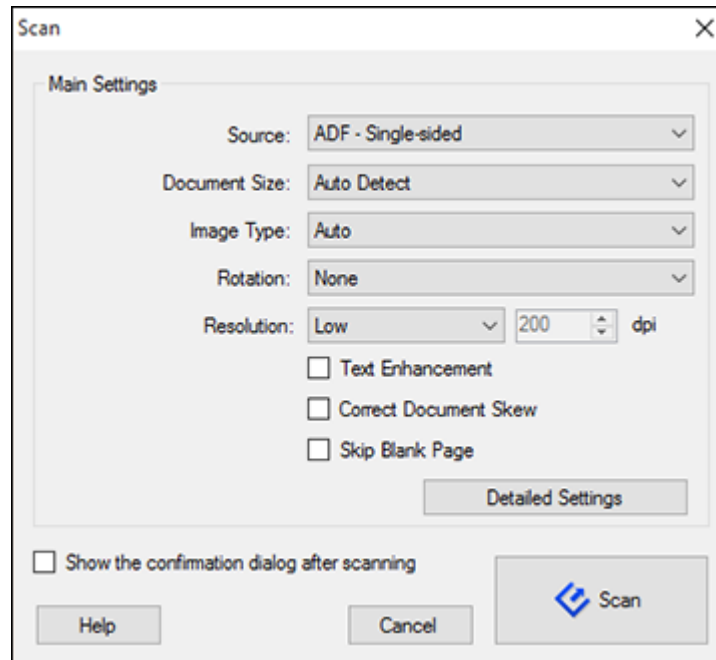 Scan
Main Settings
Source: ADF - Single-sided
Document Size: Auto Detect
Image Type: Auto
Rotation: None
Resolution: Low 200 dpi
Text Enhancement
Correct Document Skew
Skip Blank Page
Detailed Settings
Show the confirmation dialog after scanning
Help Cancel Scan